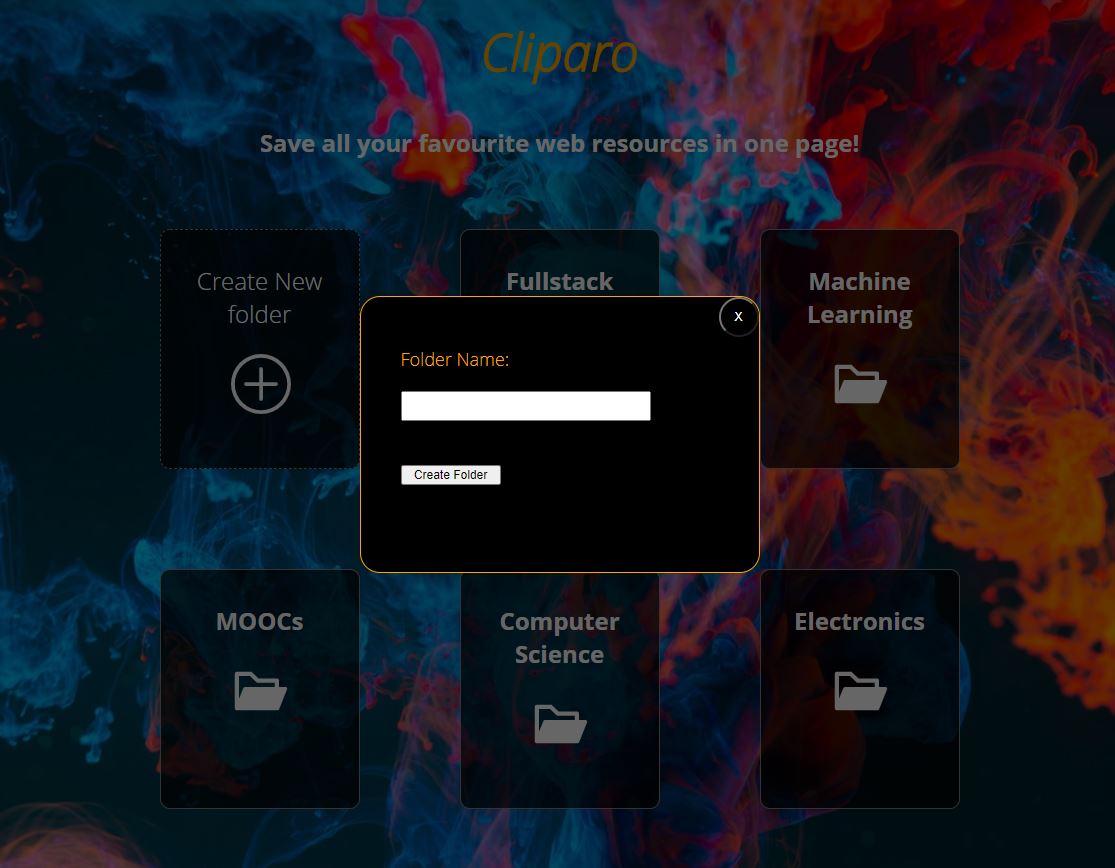 Cliparo
Save all your favourite web resources in one page!
Create New
folder
Fullstack
Machine
Learning
x
Folder Name:
Create Folder
MOOCs
Computer
Science
Electronics